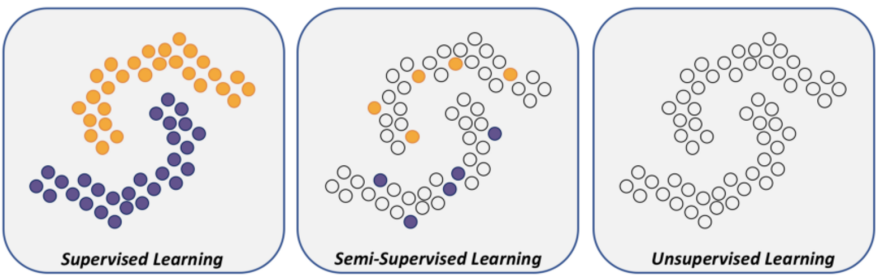 Supervised Learning
Semi-Supervised Learning
Unsupervised Learning